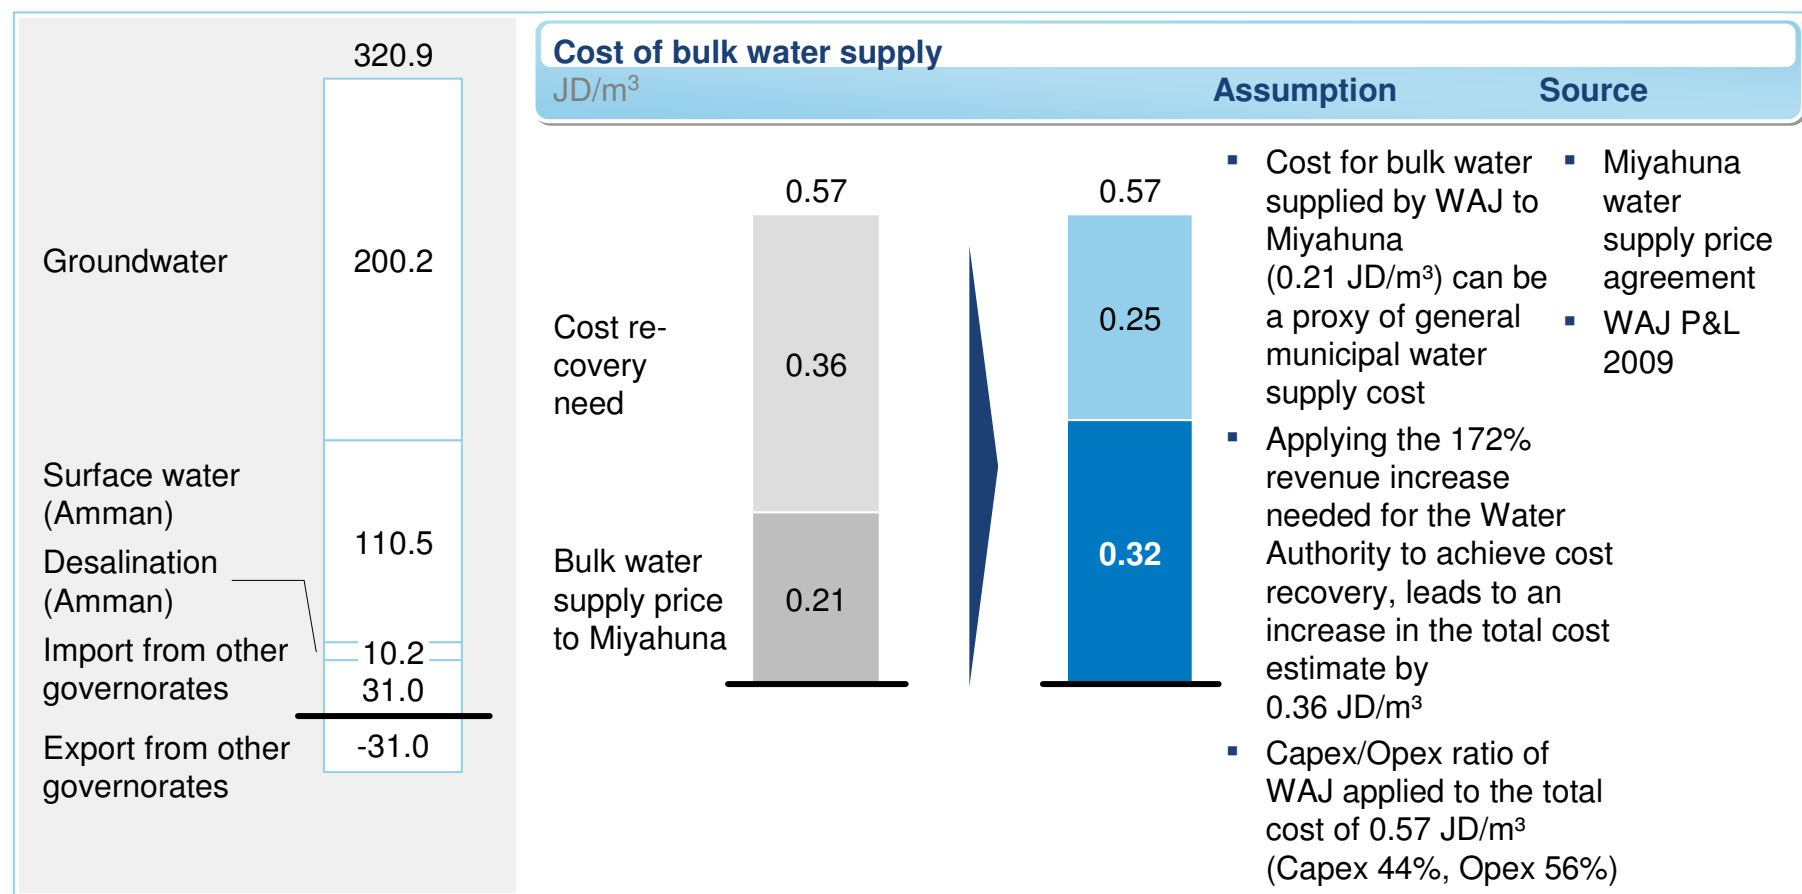 320.9
Groundwater
200.2
Surface water
(Amman)
110.5
Desalination
(Amman)
Import from other
governorates
10.2
31.0
Export from other
governorates
-31.0
Cost of bulk water supply
JD/m³
Assumption
Source
0.57
Cost re-
covery
need
0.36
Bulk water
supply price
to Miyahuna
0.21
0.57
0.25
0.32
▪ Cost for bulk water
supplied by WAJ to
Miyahuna
(0.21 JD/m³) can be
a proxy of general
municipal water
supply cost
▪ Applying the 172%
revenue increase
needed for the Water
Authority to achieve cost
recovery, leads to an
increase in the total cost
estimate by
0.36 JD/m³
▪ Capex/Opex ratio of
WAJ applied to the total
cost of 0.57 JD/m³
(Capex 44%, Opex 56%)
▪ Miyahuna
water
supply price
agreement
▪ WAJ P&L
2009